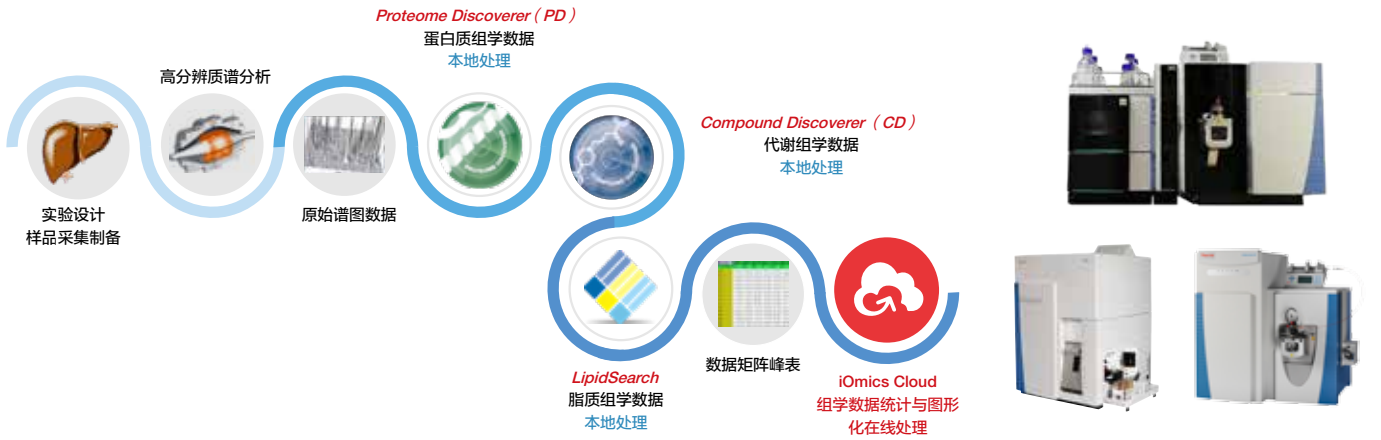 Proteome Discoverer（PD）
蛋白质组学数据
本地处理
高分辨质谱分析
Compound Discoverer（CD）
代谢组学数据
本地处理
实验设计
样品采集制备
原始谱图数据
LipidSearch
脂质组学数据
本地处理
数据矩阵峰表
iOmics Cloud
组学数据统计与图形
化在线处理